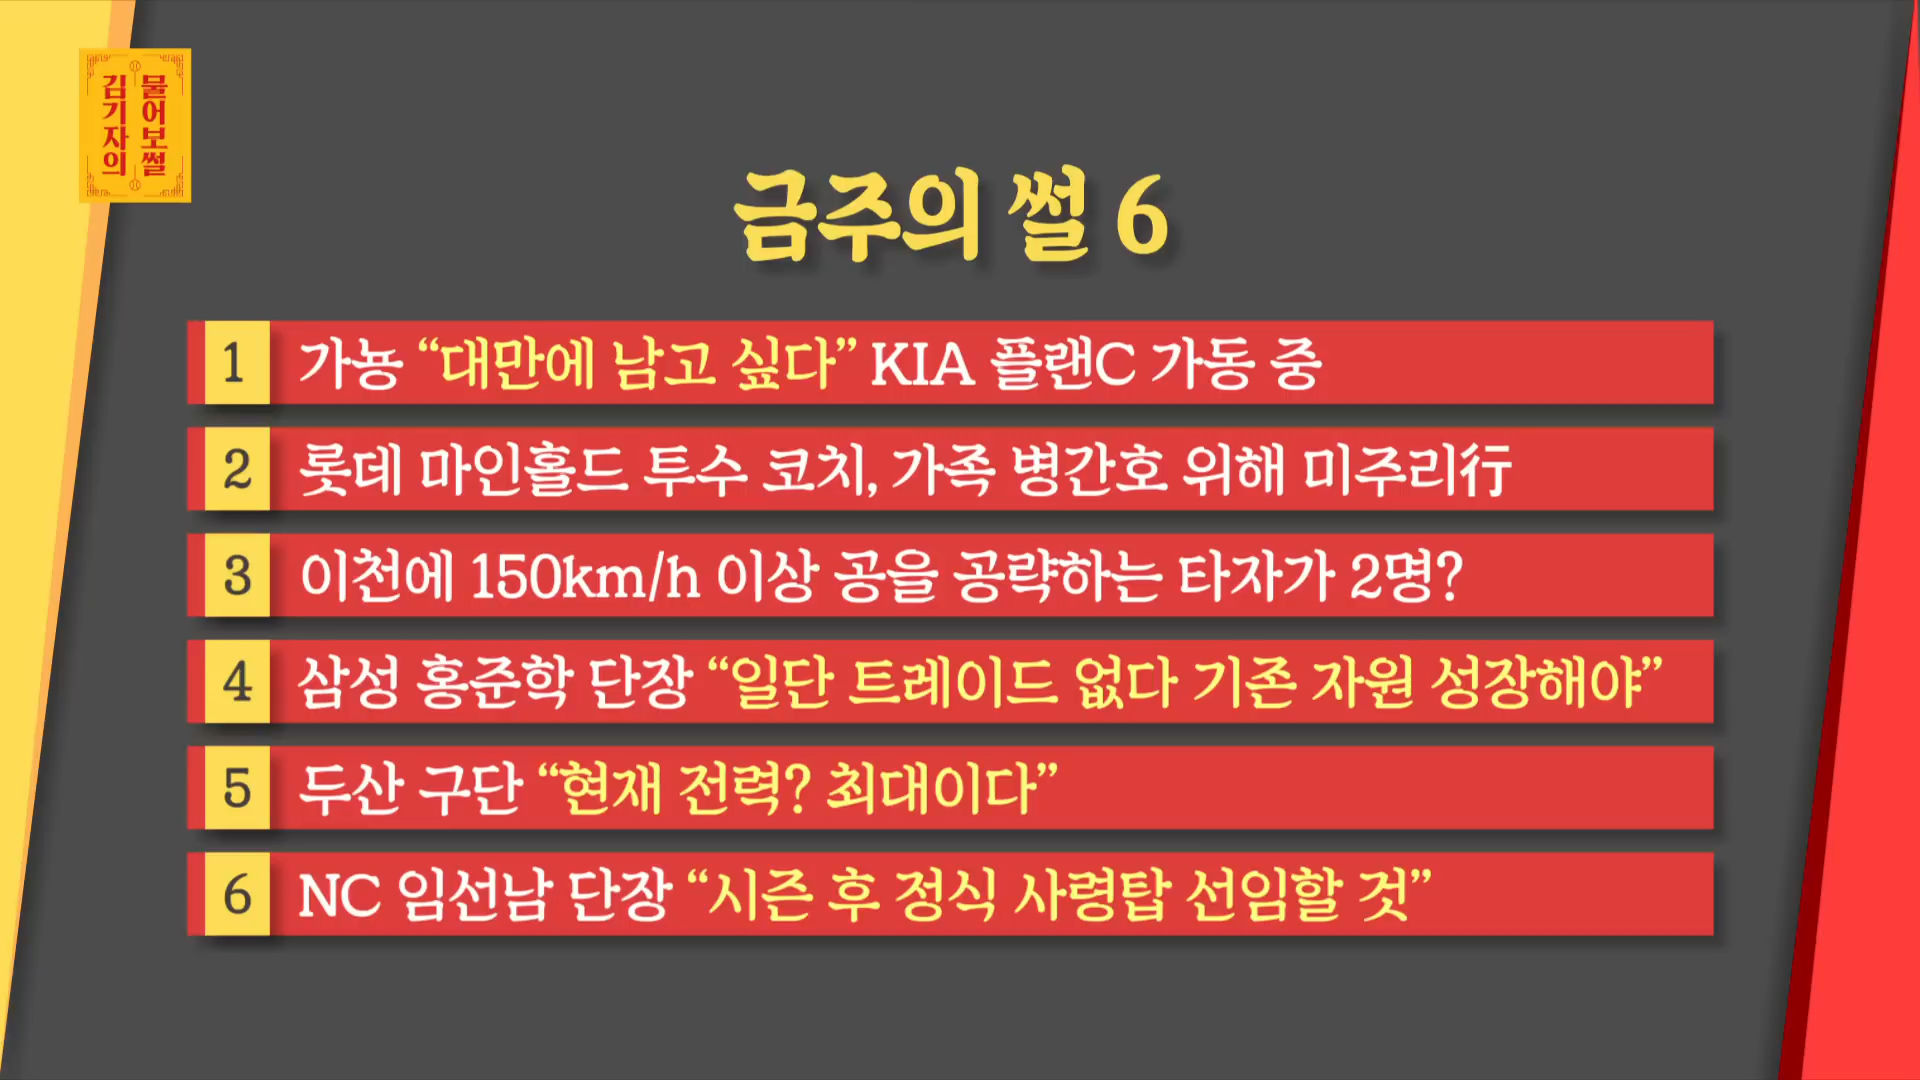 김기자의
물어보썰
금주의 썰 6
1 가뇽 “대만에 남고 싶다” KIA 플랜C 가동 중
2 롯데 마인홀드 투수 코치, 가족 병간호 위해 미주리行
3 이천에 150km/h 이상 공을 공략하는 타자가 2명?
4 삼성 홍준학 단장 “일단 트레이드 없다 기존 자원 성장해야”
5 두산 구단 “현재 전력? 최대이다”
6 NC 임선남 단장 “시즌 후 정식 사령탑 선임할 것”